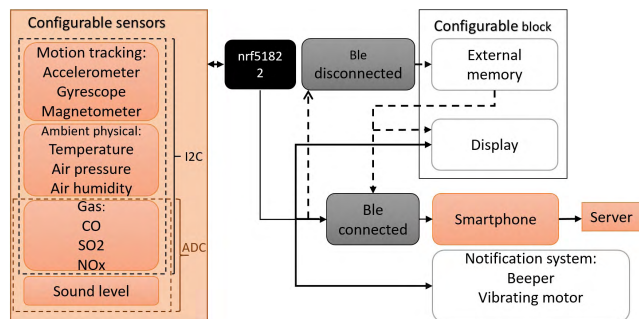 Configurable sensors
Motion tracking:
Accelerometer
Gyrescope
Magnetometer
Ambient physical:
Temperature
Air pressure
Air humidity
I2C
Gas:
CO
SO2
NOx
ADC
Sound level
nrf5182
2
Ble
disconnected
Configurable block
External
memory
Display
Ble
connected
Smartphone
Server
Notification system:
Beeper
Vibrating motor